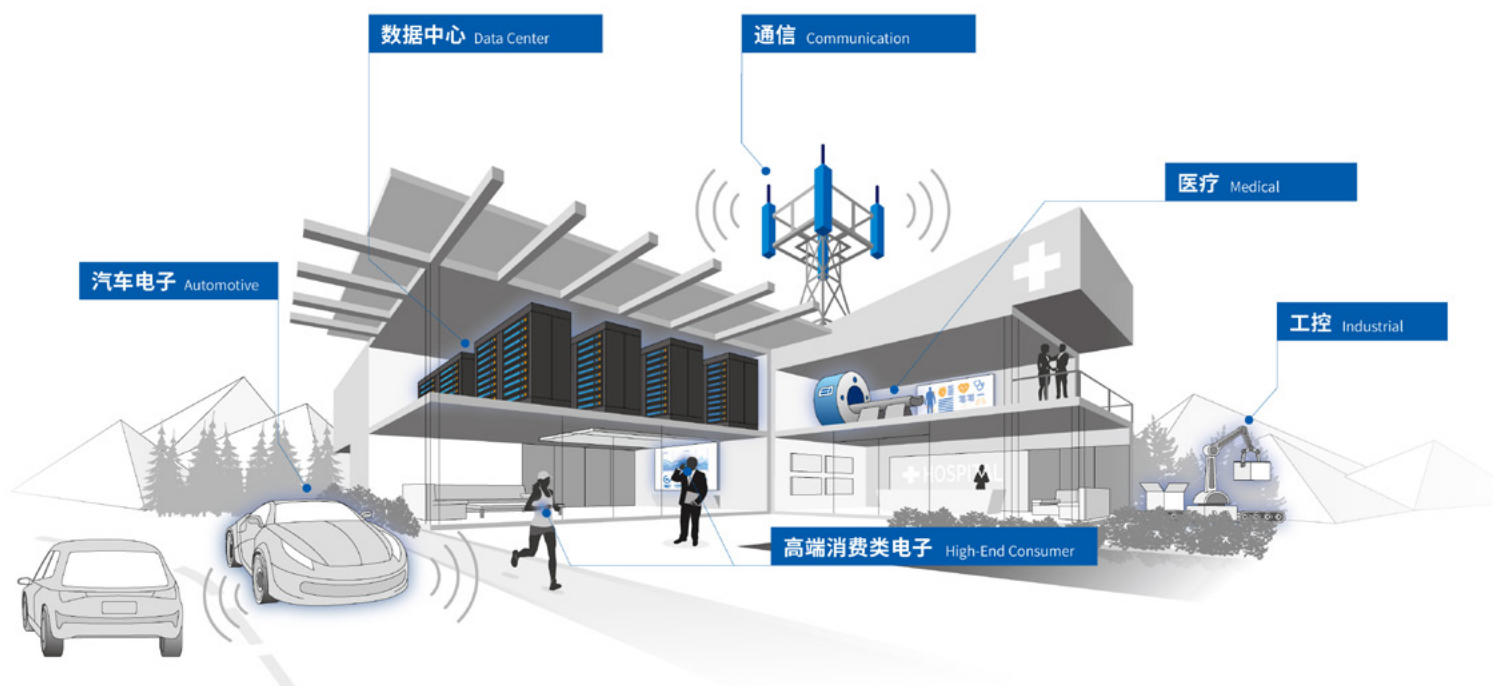 数据中心 Data Center
通信 Communication
医疗 Medical
汽车电子 Automotive
工控 Industrial
HOSPITAL
高端消费类电子 High-End Consumer